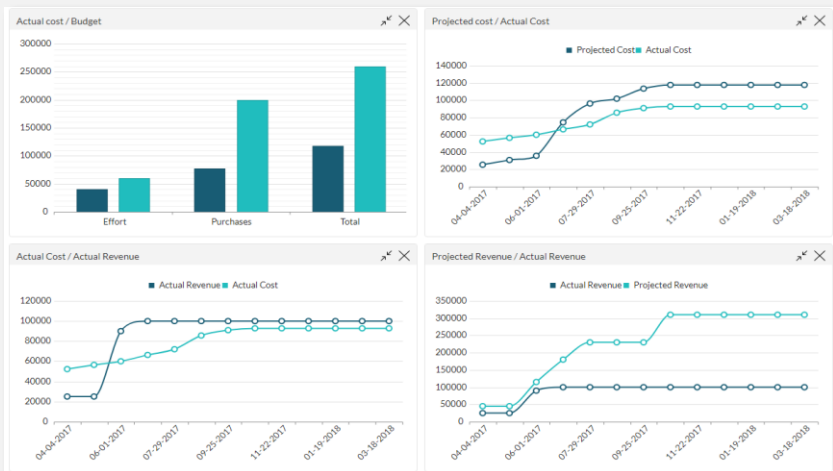 Actual cost / Budget
300000
250000
200000
150000
100000
50000
0
Effort Purchases Total
Projected cost / Actual Cost
Projected Cost Actual Cost
140000
120000
100000
80000
60000
40000
20000
0
04-04-2017 06-01-2017 07-29-2017 09-25-2017 11-22-2017 01-19-2018 03-18-2018
Actual Cost / Actual Revenue
Actual Revenue Actual Cost
120000
100000
80000
60000
40000
20000
0
04-04-2017 06-01-2017 07-29-2017 09-25-2017 11-22-2017 01-19-2018 03-18-2018
Projected Revenue / Actual Revenue
Actual Revenue Projected Revenue
350000
300000
250000
200000
150000
100000
50000
0
04-04-2017 06-01-2017 07-29-2017 09-25-2017 11-22-2017 01-19-2018 03-18-2018